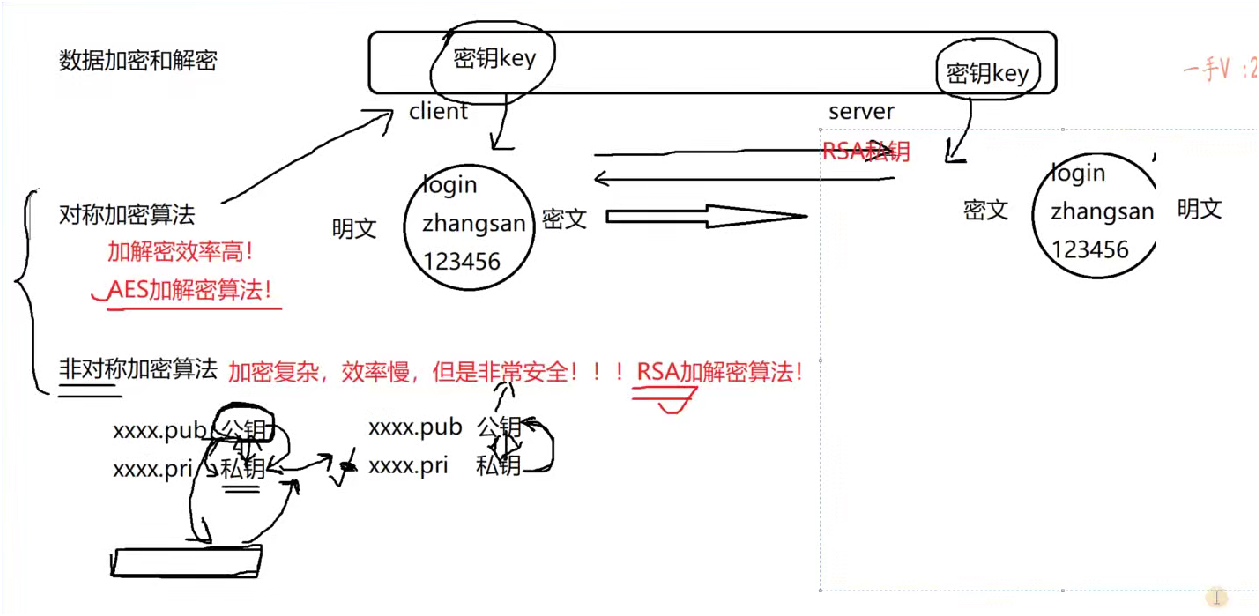 数据加密和解密
密钥key
密钥key
一手V :2
client
server
RSA私钥
login
zhangsan
123456
明文
密文
密文
login
zhangsan
123456
明文
对称加密算法
加解密效率高！
AES加解密算法！
非对称加密算法
加密复杂，效率慢，但是非常安全！！！RSA加解密算法！
xxxx.pub 公钥
xxxx.pri 私钥
xxxx.pub 公钥
xxxx.pri 私钥